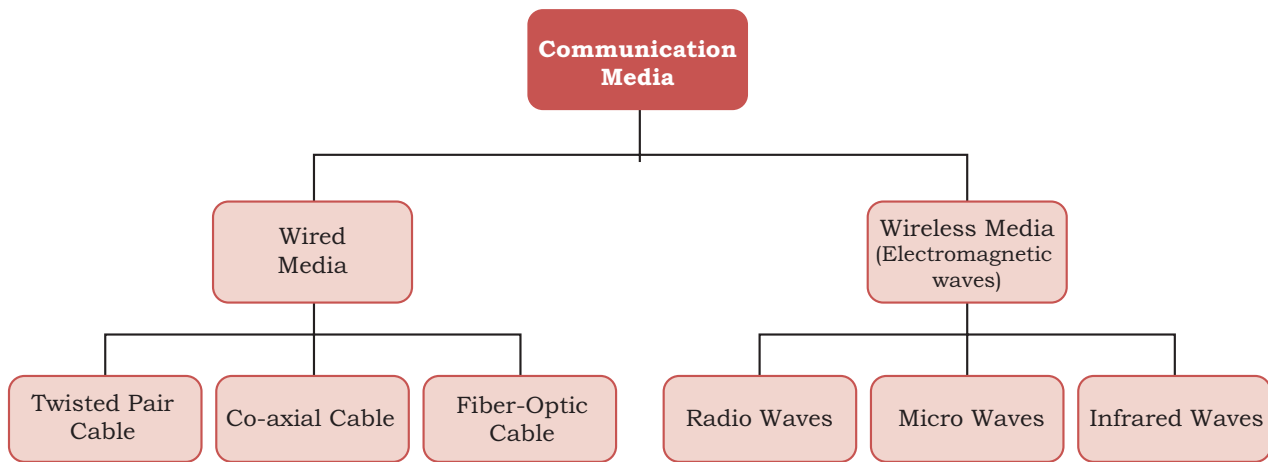 Communication
Media
Wired
Media
Wireless Media
(Electromagnetic
waves)
Twisted Pair
Cable
Co-axial Cable
Fiber-Optic
Cable
Radio Waves
Micro Waves
Infrared Waves